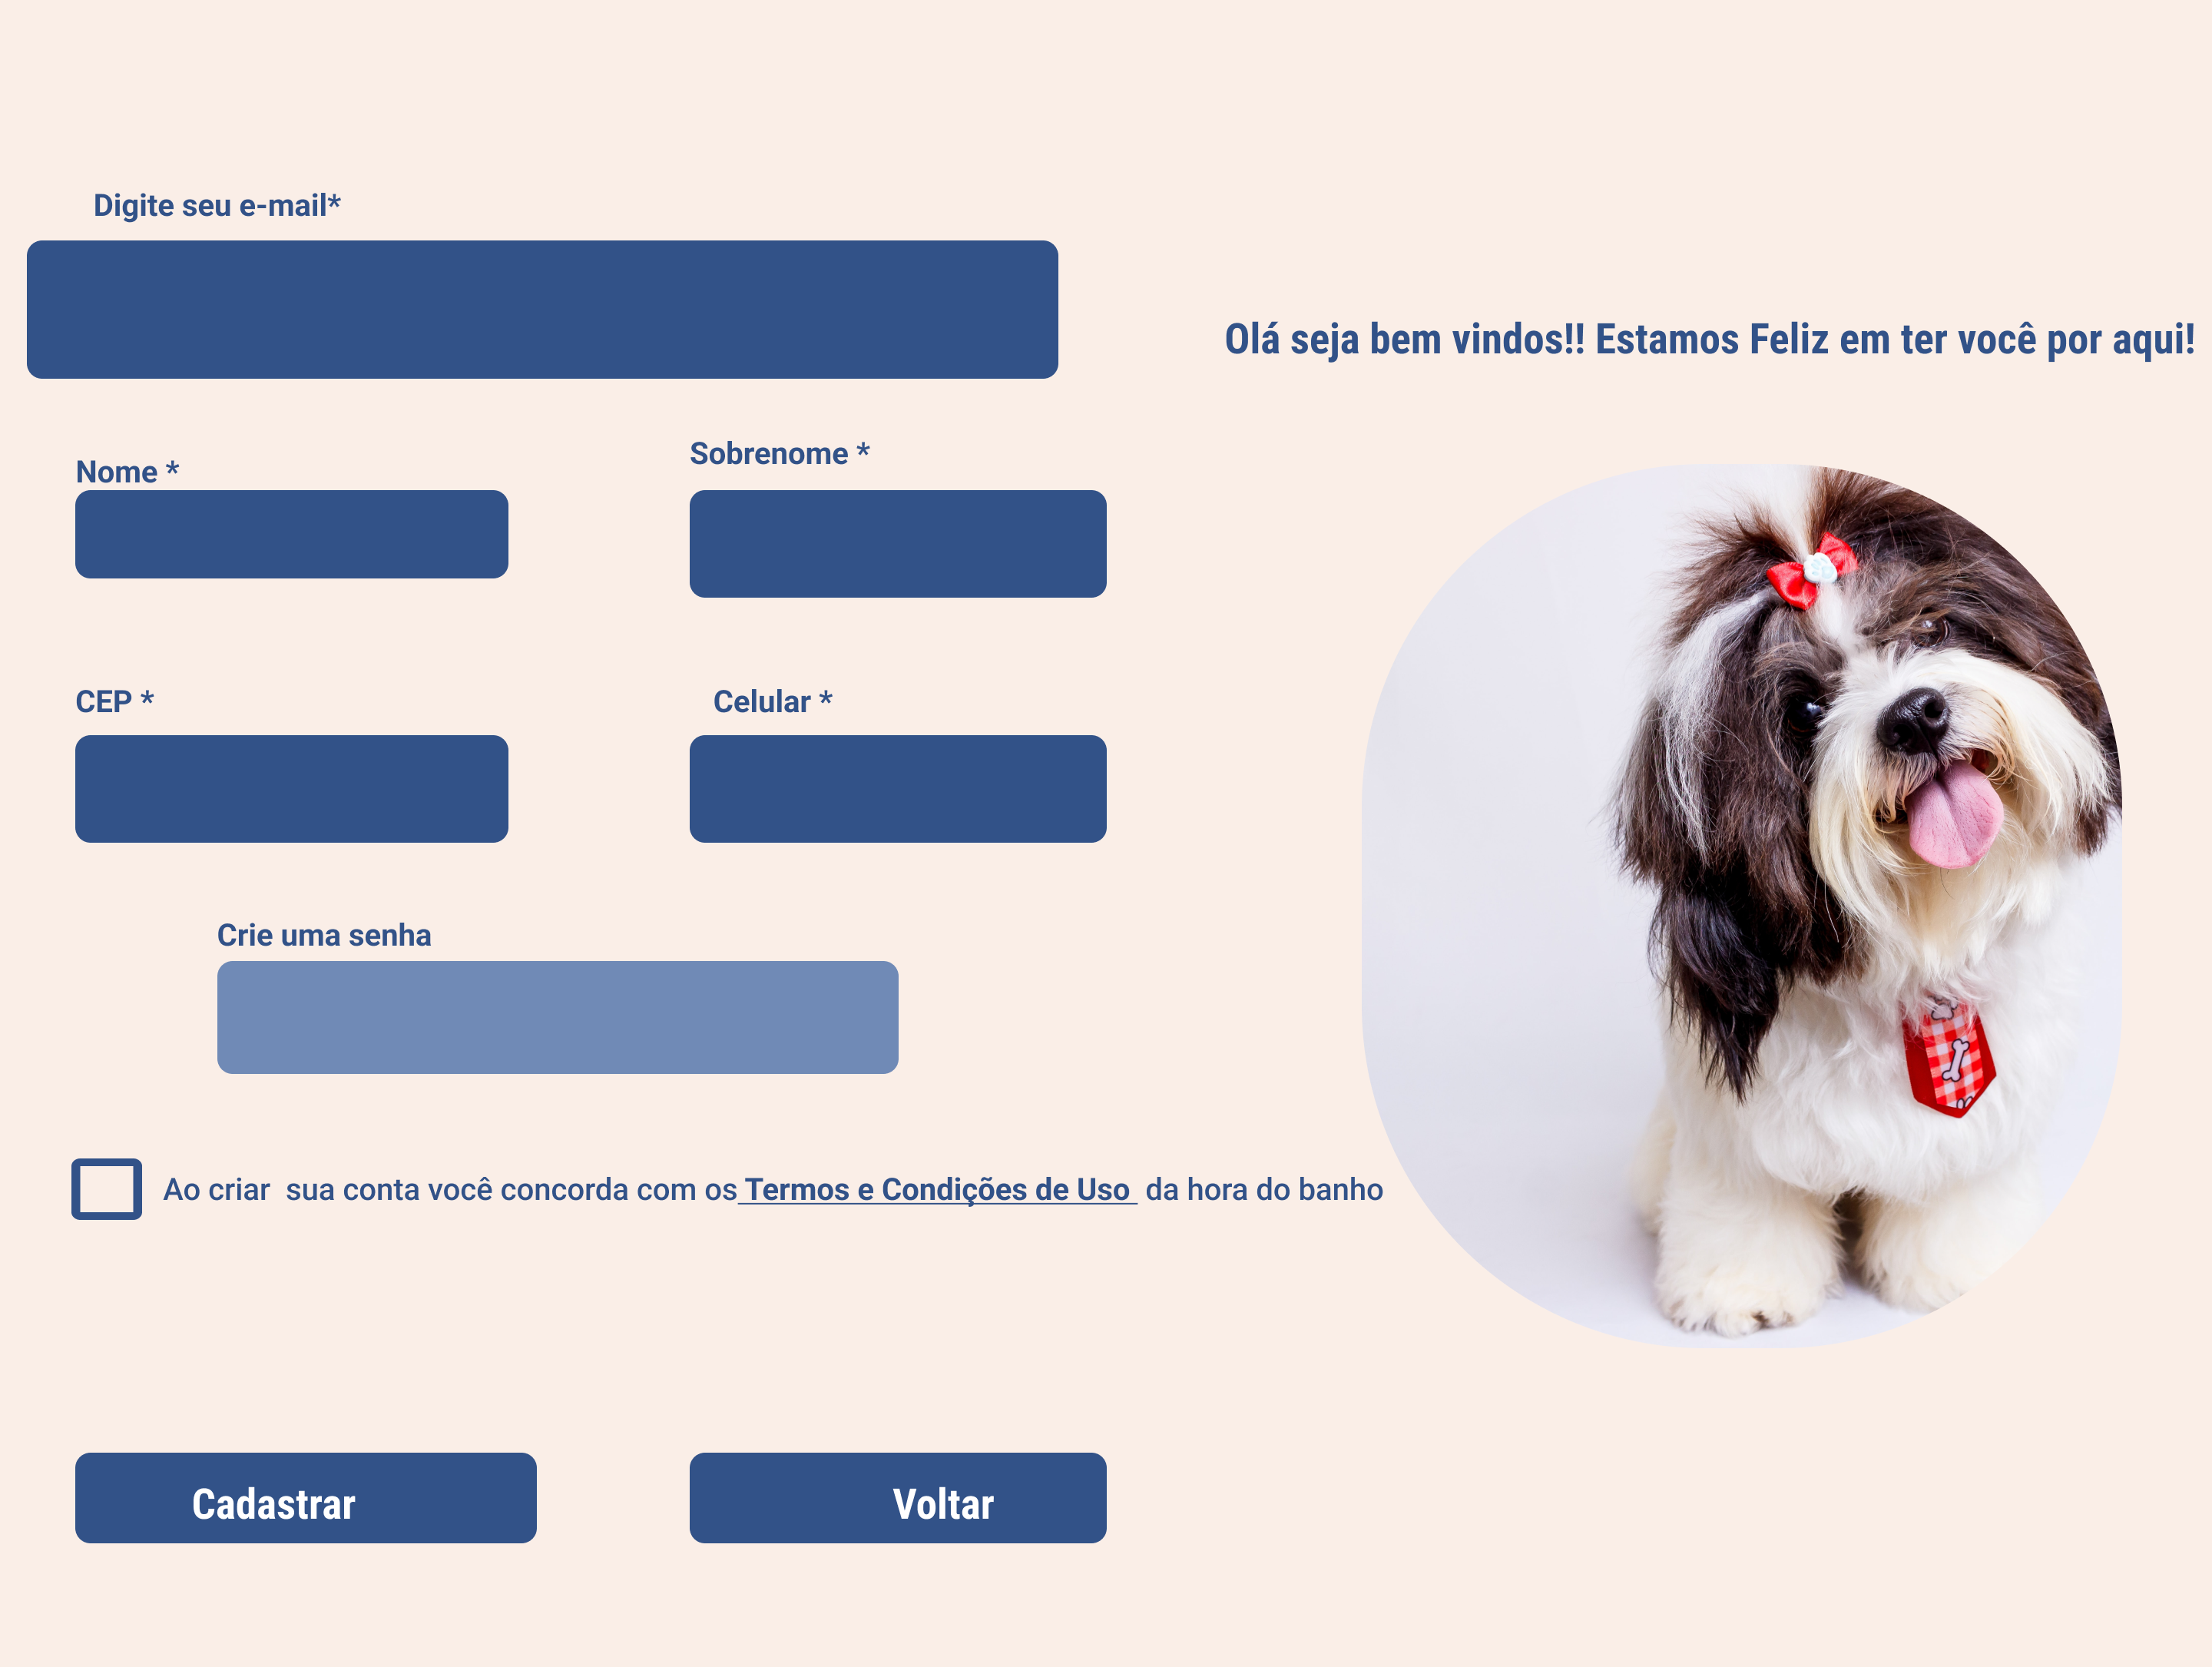 Digite seu e-mail*
Olá seja bem vindos!! Estamos Feliz em ter você por aqui!
Nome *
Sobrenome *
CEP *
Celular *
Crie uma senha
Ao criar  sua conta você concorda com os Termos e Condições de Uso  da hora do banho
Cadastrar
Voltar